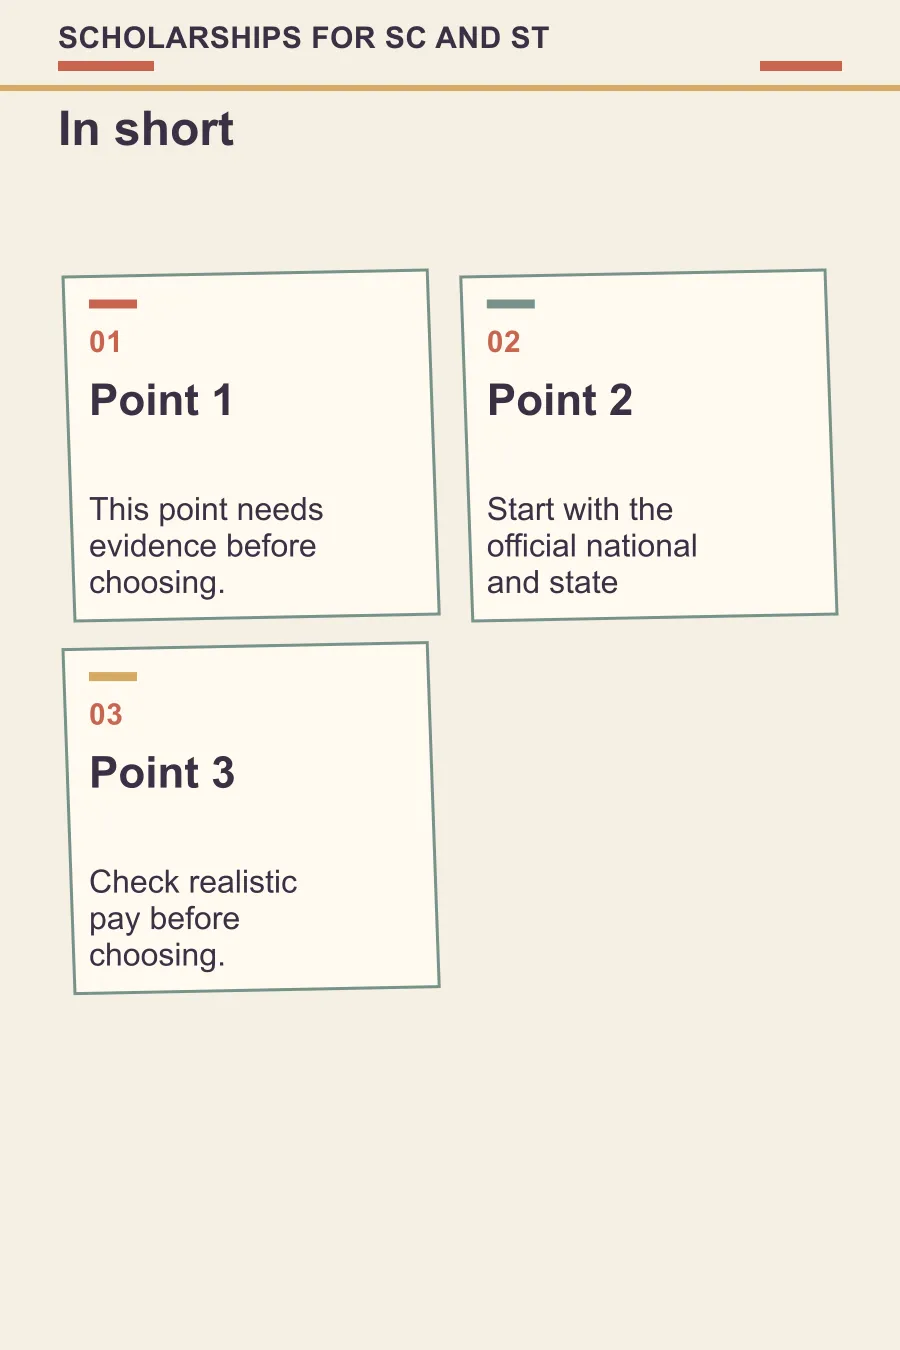 SCHOLARSHIPS FOR SC AND ST
In short
01
Point 1
This point needs
evidence before
choosing.
02
Point 2
Start with the
official national
and state
03
Point 3
Check realistic
pay before
choosing.